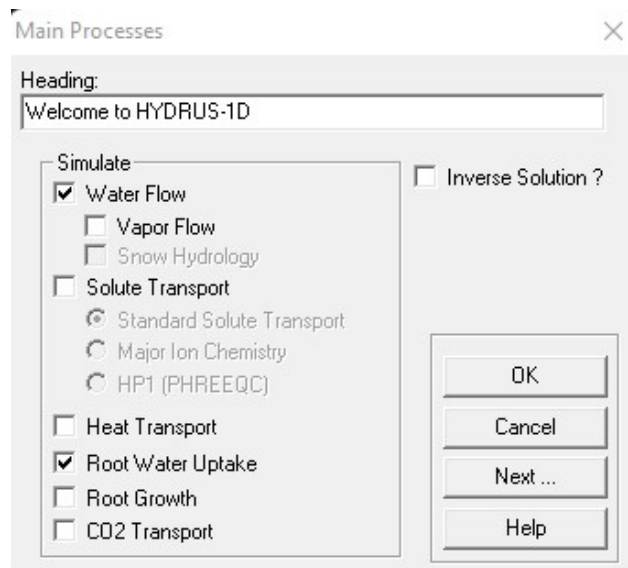 Main Processes
Heading:
Welcome to HYDRUS-1D
Simulate
Water Flow
Vapor Flow
Snow Hydrology
Solute Transport
Standard Solute Transport
Major Ion Chemistry
HP1 (PHREEQC)
Heat Transport
Root Water Uptake
Root Growth
CO2 Transport
Inverse Solution ?
OK
Cancel
Next ...
Help